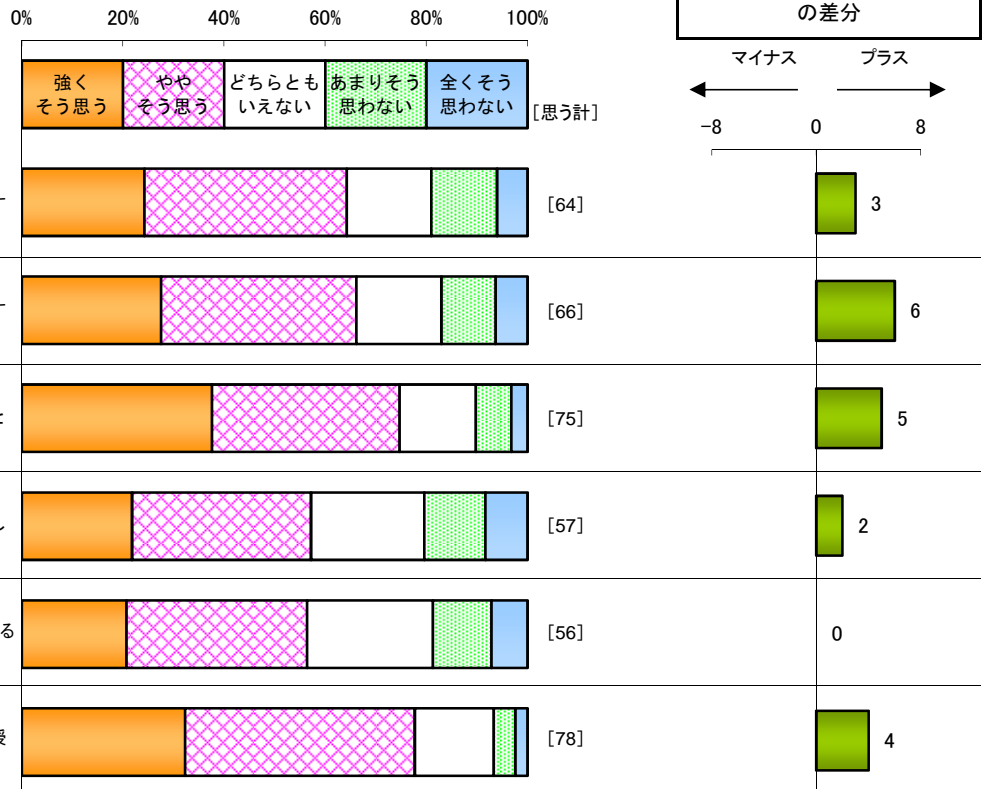 の差分
0% 20% 40% 60% 80% 100%
マイナス プラス
強く
そう思う
やや
そう思う
どちらとも
いえない
あまりそう
思わない
全くそう
思わない
[思う計]
-8 0 8
[64] 3
[66] 6
[75] 5
[57] 2
る [56] 0
[78] 4